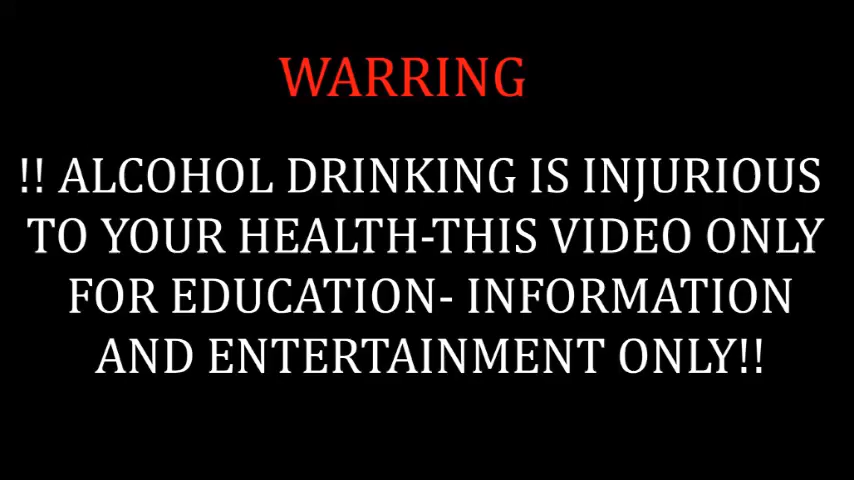 WARRING
!! ALCOHOL DRINKING IS INJURIOUS
TO YOUR HEALTH-THIS VIDEO ONLY
FOR EDUCATION- INFORMATION
AND ENTERTAINMENT ONLY!!